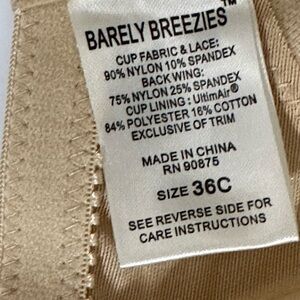 BARELY BREEZIES™
CUP FABRIC & LACE:
90% NYLON 10% SPANDEX
BACK WING:
75% NYLON 25% SPANDEX
CUP LINING : UltimAir®
84% POLYESTER 16% COTTON
EXCLUSIVE OF TRIM
MADE IN CHINA
RN 90875
SIZE 36C
SEE REVERSE SIDE FOR
CARE INSTRUCTIONS